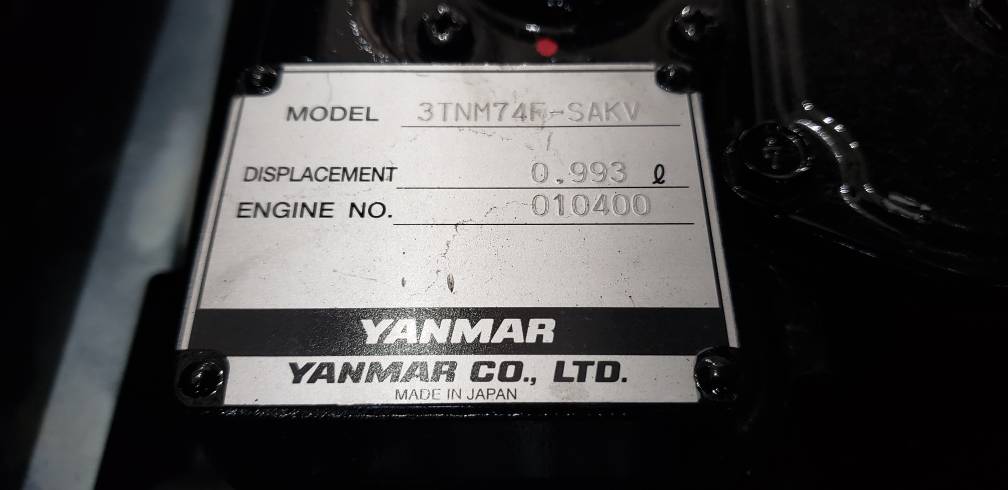 MODEL 3TNM74F-SAKV
DISPLACEMENT 0.993 ℓ
ENGINE NO. 010400
YANMAR
YANMAR CO., LTD.
MADE IN JAPAN